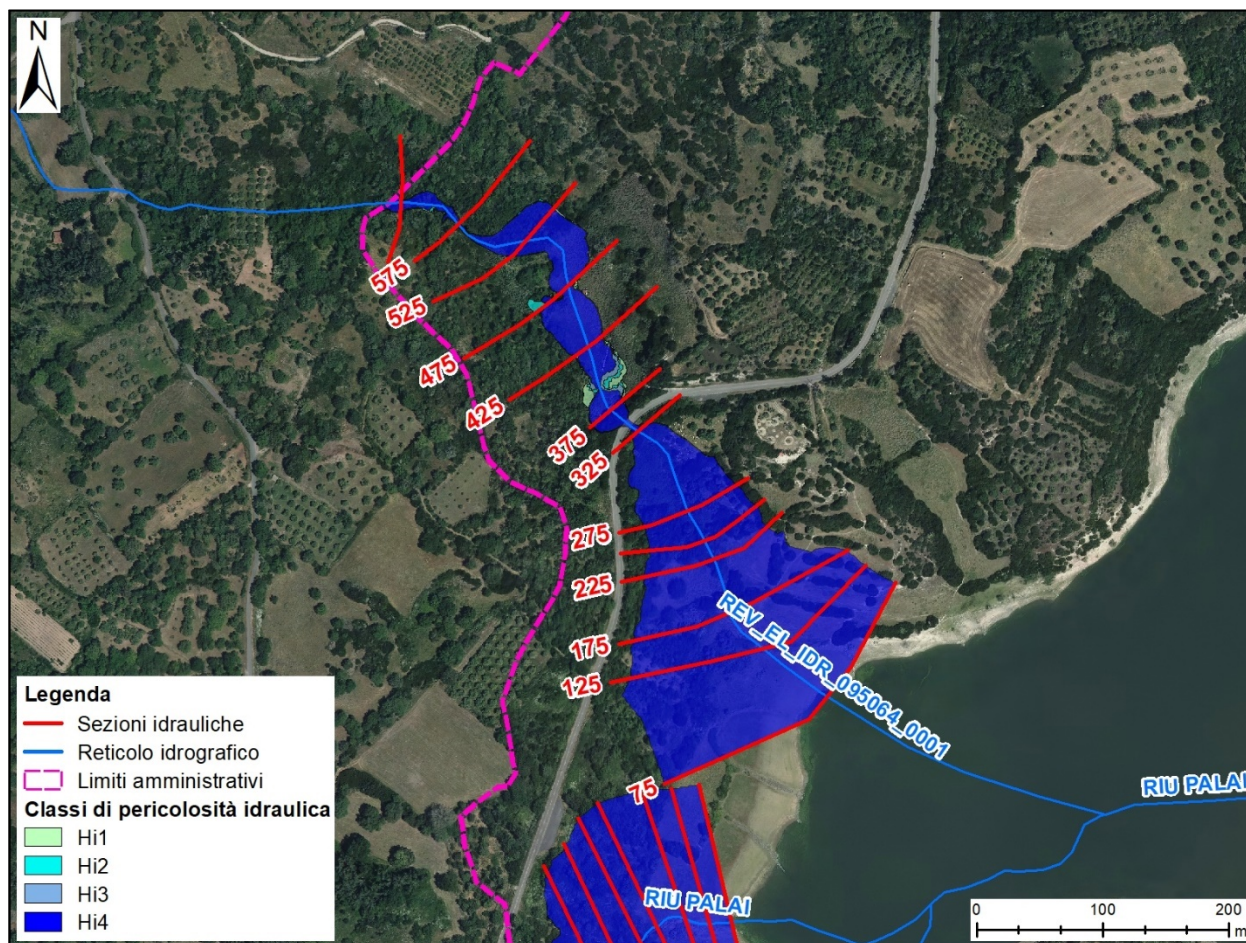 N
575
525
475
425
375
325
275
225
175
125
75
REV_EL_IDR_095064_0001
RIU PALAI
RIU PALAI
Legenda
Sezioni idrauliche
Reticolo idrografico
Limiti amministrativi
Classi di pericolosità idraulica
Hi1
Hi2
Hi3
Hi4
0 100 200
m